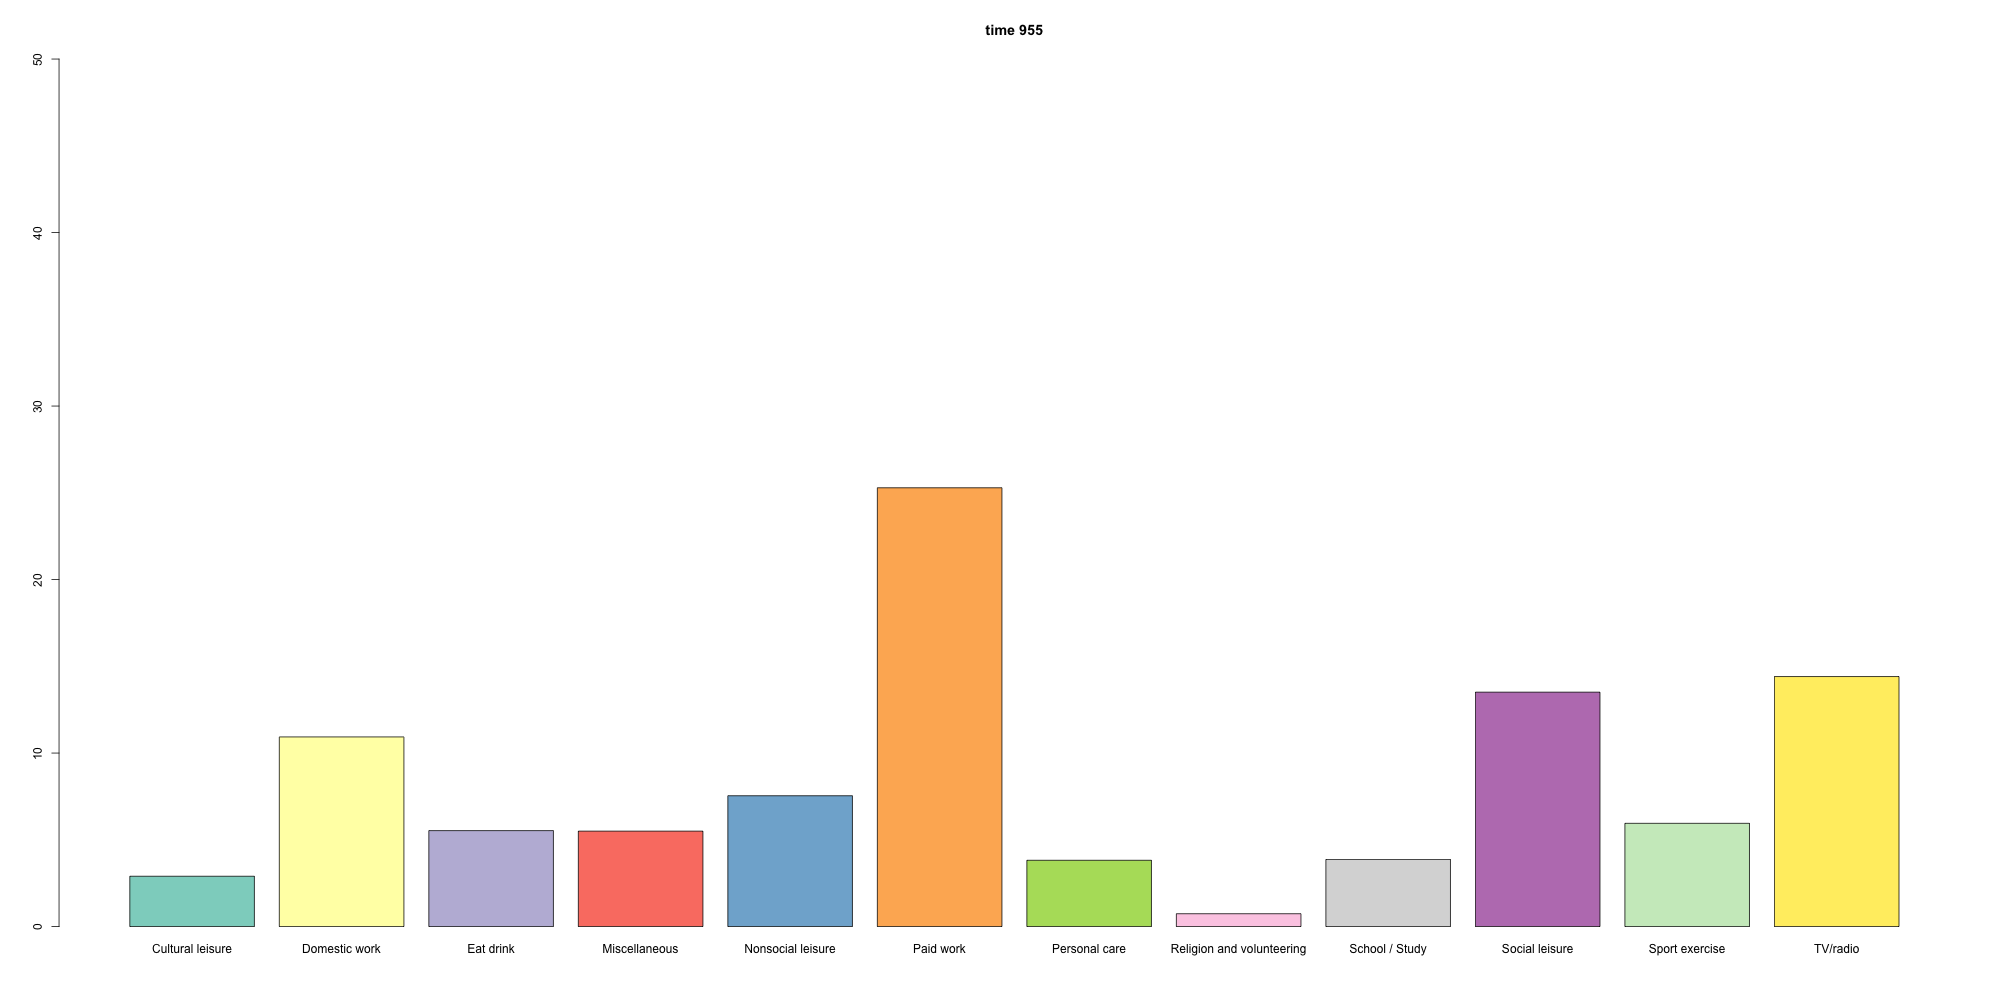 time 955
50
40
30
20
10
0
Cultural leisure
Domestic work
Eat drink
Miscellaneous
Nonsocial leisure
Paid work
Personal care
Religion and volunteering
School / Study
Social leisure
Sport exercise
TV/radio